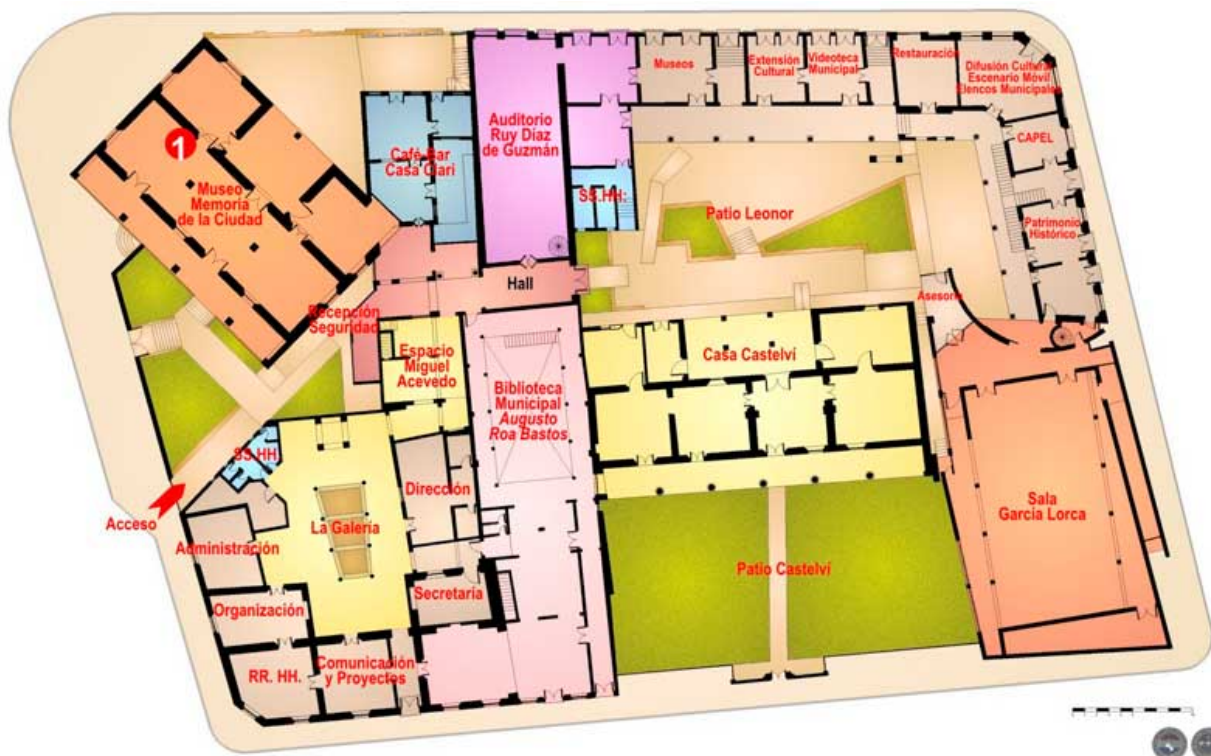 1
Museo
Memoria
de la Ciudad
Café-Bar
Casa Clari
Auditorio
Ruy Díaz
de Guzmán
SS.HH:
Museos
Extensión
Cultural
Videoteca
Municipal
Restauración
Difusión Cultural
Escenario Móvil
Elencos Municipales
CAPEL
Patrimonio
Histórico
Patio Leonor
Asesoría
Hall
Recepción
Seguridad
Espacio
Miguel
Acevedo
Biblioteca
Municipal
Augusto
Roa Bastos
Casa Castelví
SS.HH
Acceso
Administración
La Galería
Dirección
Secretaría
Organización
RR. HH.
Comunicación
y Proyectos
Patio Castelví
Sala
García Lorca